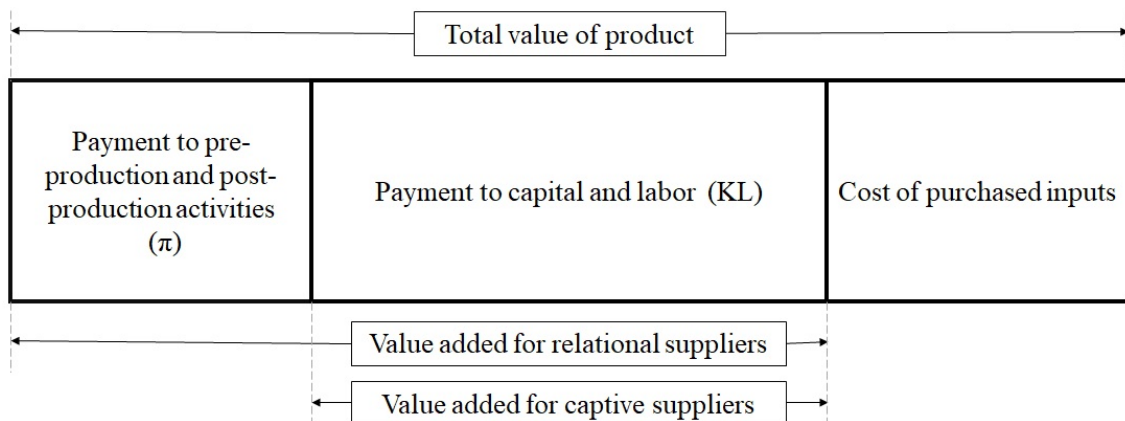 Total value of product
Payment to pre-
production and post-
production activities
(π)
Payment to capital and labor (KL)
Cost of purchased inputs
Value added for relational suppliers
Value added for captive suppliers